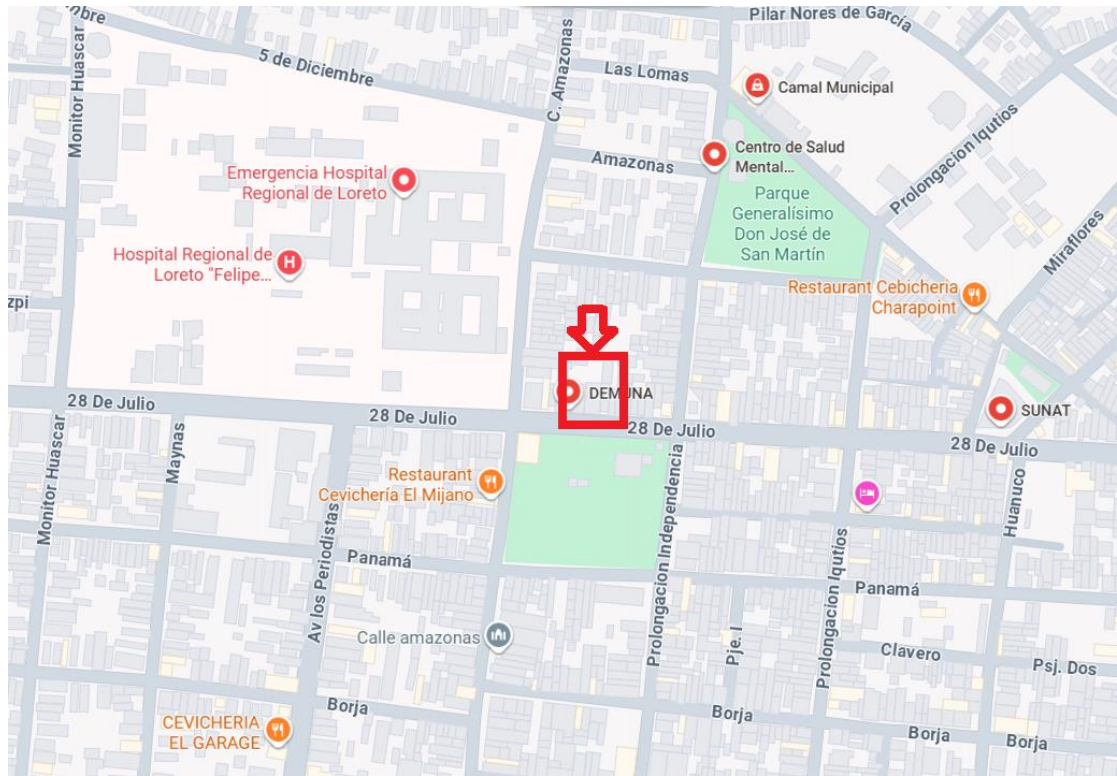 mbre
Pilar Nores de García
Monitor Huascar
5 de Diciembre
C. Amazonas
Las Lomas
Camal Municipal
Prolongacion Iqutios
Emergencia Hospital
Regional de Loreto
Amazonas
Centro de Salud
Mental...
Parque
Generalísimo
Don José de
San Martín
Miraflores
Hospital Regional de
Loreto "Felipe...
H
zpi
Restaurant Cebicheria
Charapoint
DEMUNA
SUNAT
28 De Julio
28 De Julio
28 De Julio
28 De Julio
Monitor Huascar
Maynas
Restaurant
Cevichería El Mijano
Av los Periodistas
Prolongacion Independencia
Huanuco
Panamá
Prolongacion Iqutios
Panamá
Calle amazonas
Pje. I
Clavero
Psj. Dos
Borja
Borja
Borja
Borja
CEVICHERIA
EL GARAGE